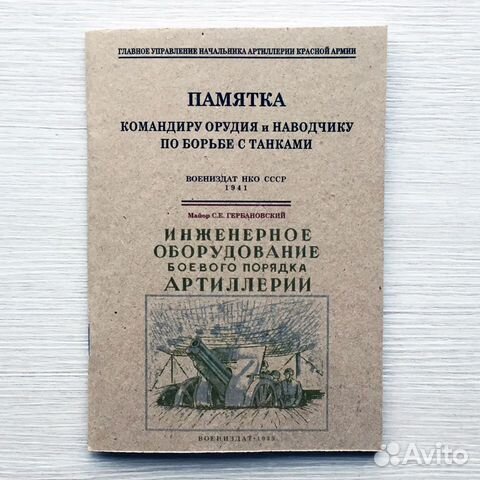 ГЛАВНОЕ УПРАВЛЕНИЕ НАЧАЛЬНИКА АРТИЛЛЕРИИ КРАСНОЙ АРМИИ
ПАМЯТКА
КОМАНДИРУ ОРУДИЯ и НАВОДЧИКУ
ПО БОРЬБЕ С ТАНКАМИ
ВОЕНИЗДАТ НКО СССР
1941
Майор С.Е. ГЕРБАНОВСКИЙ
ИНЖЕНЕРНОЕ
ОБОРУДОВАНИЕ
БОЕВОГО ПОРЯДКА
АРТИЛЛЕРИИ
ВОЕНИЗДАТ
Avito